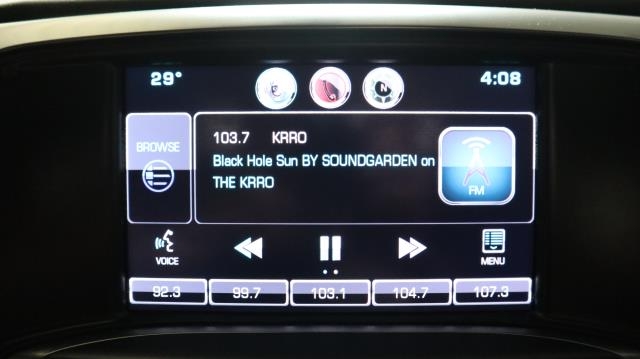 29° N 4:08
BROWSE
103.7 KRRO
Black Hole Sun BY SOUNDGARDEN on
THE KRRO
FM
VOICE
MENU
92.3 99.7 103.1 104.7 107.3